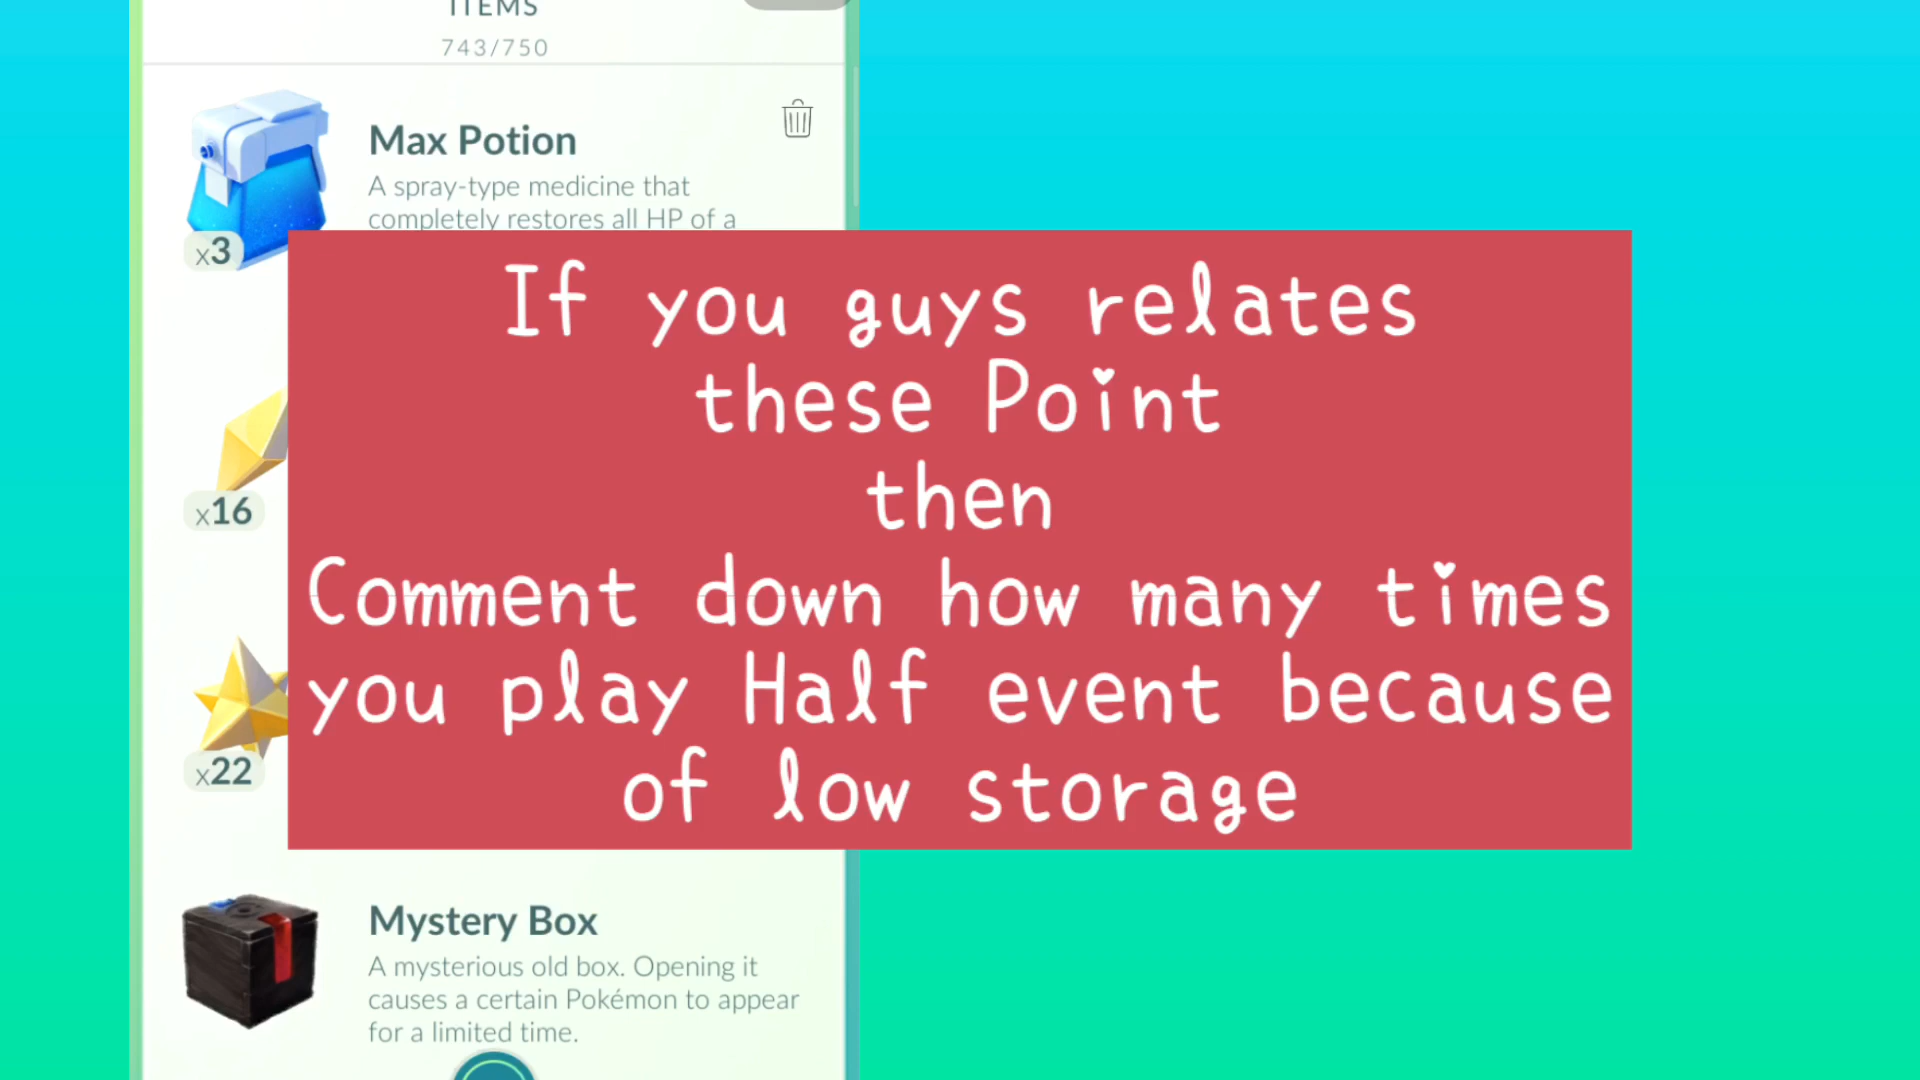 ITEMS
743/750
Max Potion
A spray-type medicine that
completely restores all HP of a
x3
If you guys relates
these Point
then
Comment down how many times
you play Half event because
of low storage
x16
x22
Mystery Box
A mysterious old box. Opening it
causes a certain Pokémon to appear
for a limited time.